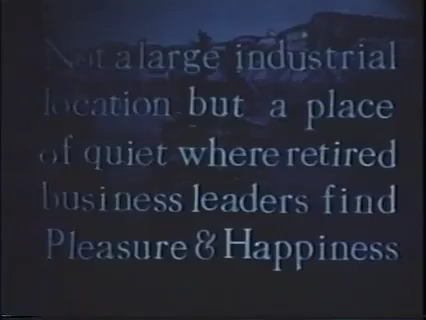 Not a large industrial
location but a place
of quiet where retired
business leaders find
Pleasure & Happiness